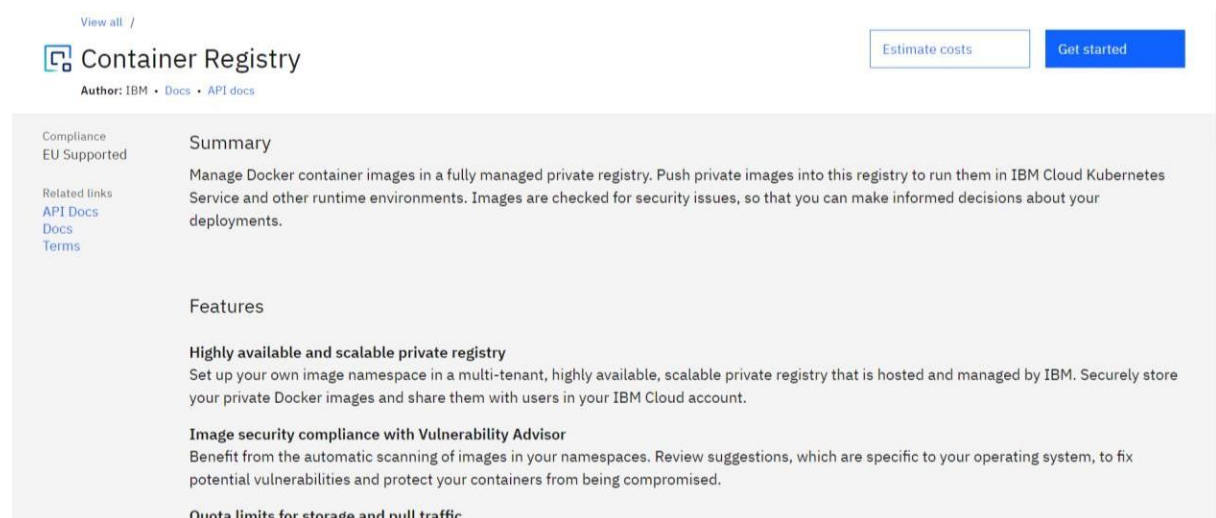 View all /
Container Registry
Author: IBM • Docs • API docs
Estimate costs
Get started
Compliance
EU Supported
Related links
API Docs
Docs
Terms
Summary
Manage Docker container images in a fully managed private registry. Push private images into this registry to run them in IBM Cloud Kubernetes
Service and other runtime environments. Images are checked for security issues, so that you can make informed decisions about your
deployments.
Features
Highly available and scalable private registry
Set up your own image namespace in a multi-tenant, highly available, scalable private registry that is hosted and managed by IBM. Securely store
your private Docker images and share them with users in your IBM Cloud account.
Image security compliance with Vulnerability Advisor
Benefit from the automatic scanning of images in your namespaces. Review suggestions, which are specific to your operating system, to fix
potential vulnerabilities and protect your containers from being compromised.
Quota limits for storage and pull traffic